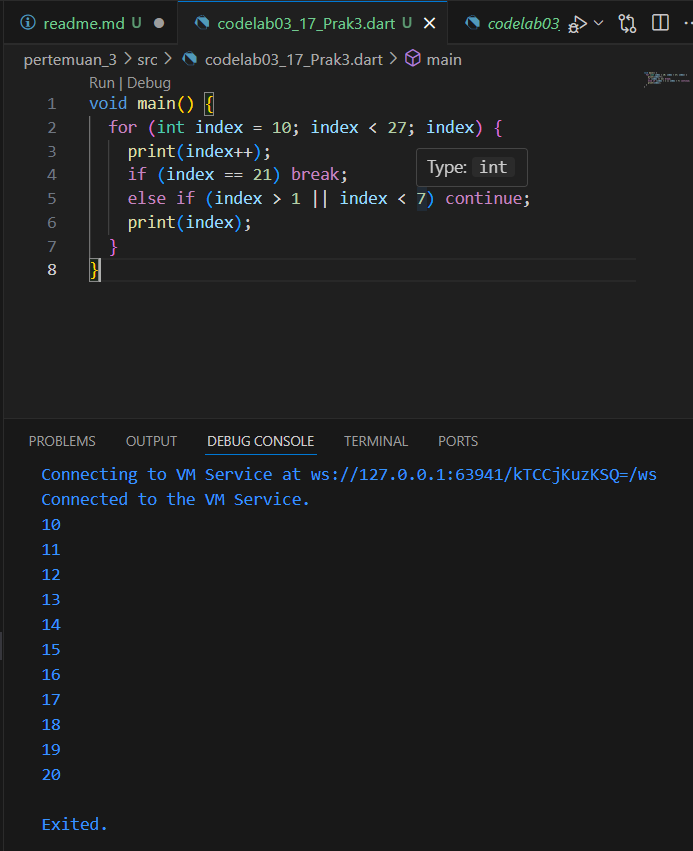 readme.md U
codelab03_17_Prak3.dart U
codelab03_
pertemuan_3 > src > codelab03_17_Prak3.dart > main
Run | Debug
1 void main() {
2 for (int index = 10; index < 27; index) {
3 print(index++);
4 if (index == 21) break;
5 else if (index > 1 || index < 7) continue;
6 print(index);
7 }
8 }
Type: int
PROBLEMS OUTPUT DEBUG CONSOLE TERMINAL PORTS
Connecting to VM Service at ws://127.0.0.1:63941/kTCCjKuzKSQ=/ws
Connected to the VM Service.
10
11
12
13
14
15
16
17
18
19
20
Exited.